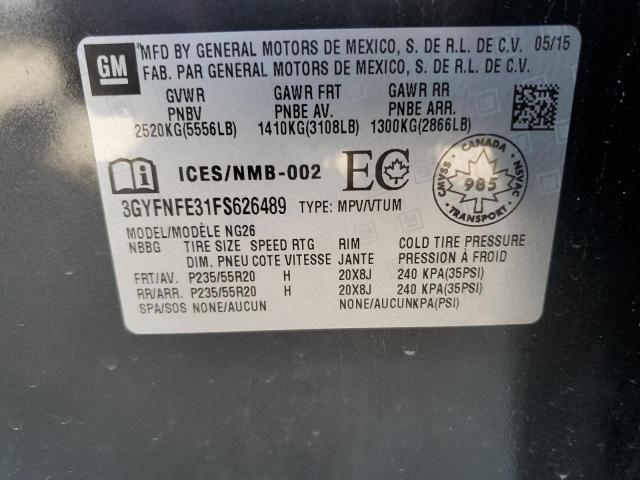 GM
MFD BY GENERAL MOTORS DE MEXICO, S. DE R.L. DE C.V. 05/15
FAB. PAR GENERAL MOTORS DE MEXICO, S. DE R.L. DE C.V.
GVWR GAWR FRT GAWR RR
PNBV PNBE AV. PNBE ARR
2520KG(5556LB) 1410KG(3108LB) 1300KG(2866LB)
ICES/NMB-002 EC
CANADA
CMVSS 985 NSVAC
TRANSPORT
3GYFNFE31FS626489 TYPE: MPV/VTUM
MODEL/MODÈLE NG26
NBBG TIRE SIZE SPEED RTG RIM COLD TIRE PRESSURE
DIM. PNEU COTE VITESSE JANTE PRESSION À FROID
FRT/AV. P235/55R20 H 20X8J 240 KPA(35PSI)
RR/ARR. P235/55R20 H 20X8J 240 KPA(35PSI)
SPA/SOS NONE/AUCUN NONE/AUCUNKPA(PSI)